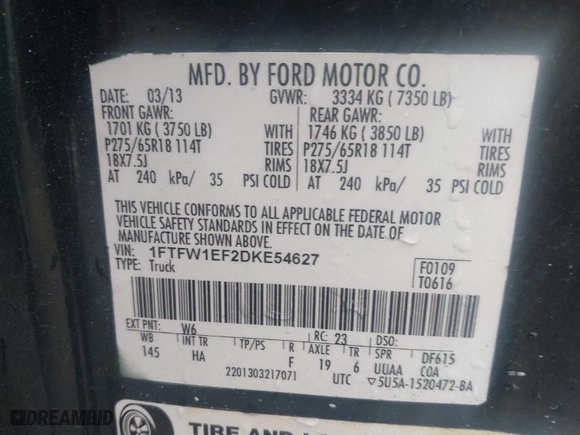 MFD. BY FORD MOTOR CO.
DATE: 03/13 GVWR: 3334 KG ( 7350 LB)
FRONT GAWR: REAR GAWR:
1701 KG ( 3750 LB) WITH 1746 KG ( 3850 LB) WITH
P275/65R18 114T TIRES P275/65R18 114T TIRES
18X7.5J RIMS 18X7.5J RIMS
AT 240 kPa/ 35 PSI COLD AT 240 kPa/ 35 PSI COLD
THIS VEHICLE CONFORMS TO ALL APPLICABLE FEDERAL MOTOR
VEHICLE SAFETY STANDARDS IN EFFECT ON THE DATE OF
MANUFACTURE SHOWN ABOVE.
VIN: 1FTFW1EF2DKE54627 F0109
TYPE: Truck T0616
EXT PNT: W6 RC: 23 DSO:
WB INT TR TP/PS R AXLE TR SPR DF615
145 HA F 19 6 UUAA COA
2201303217071 UTC 5U5A-1520472-BA
DREAMBID